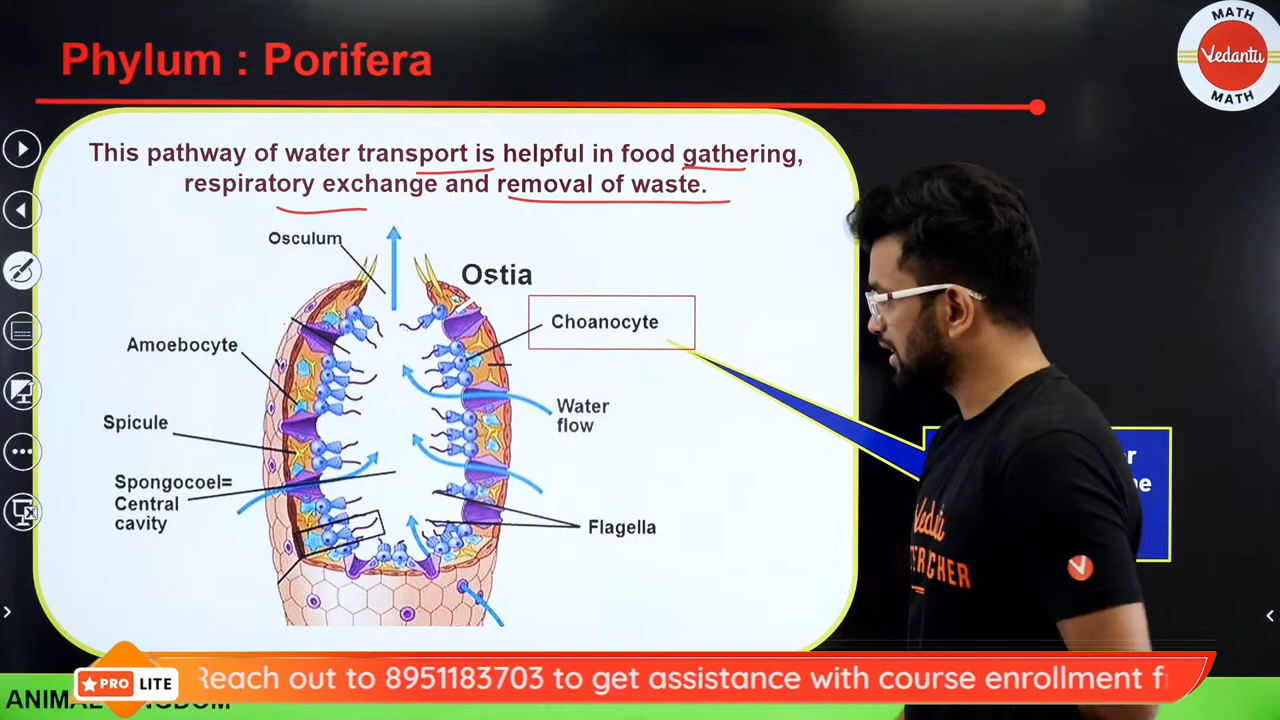 Phylum : Porifera
MATH
Vedantu
MATH
This pathway of water transport is helpful in food gathering,
respiratory exchange and removal of waste.
Osculum
Ostia
Choanocyte
Amoebocyte
Water
flow
Spicule
Spongocoel=
Central
cavity
Flagella
PRO LITE
Reach out to 8951183703 to get assistance with course enrollment